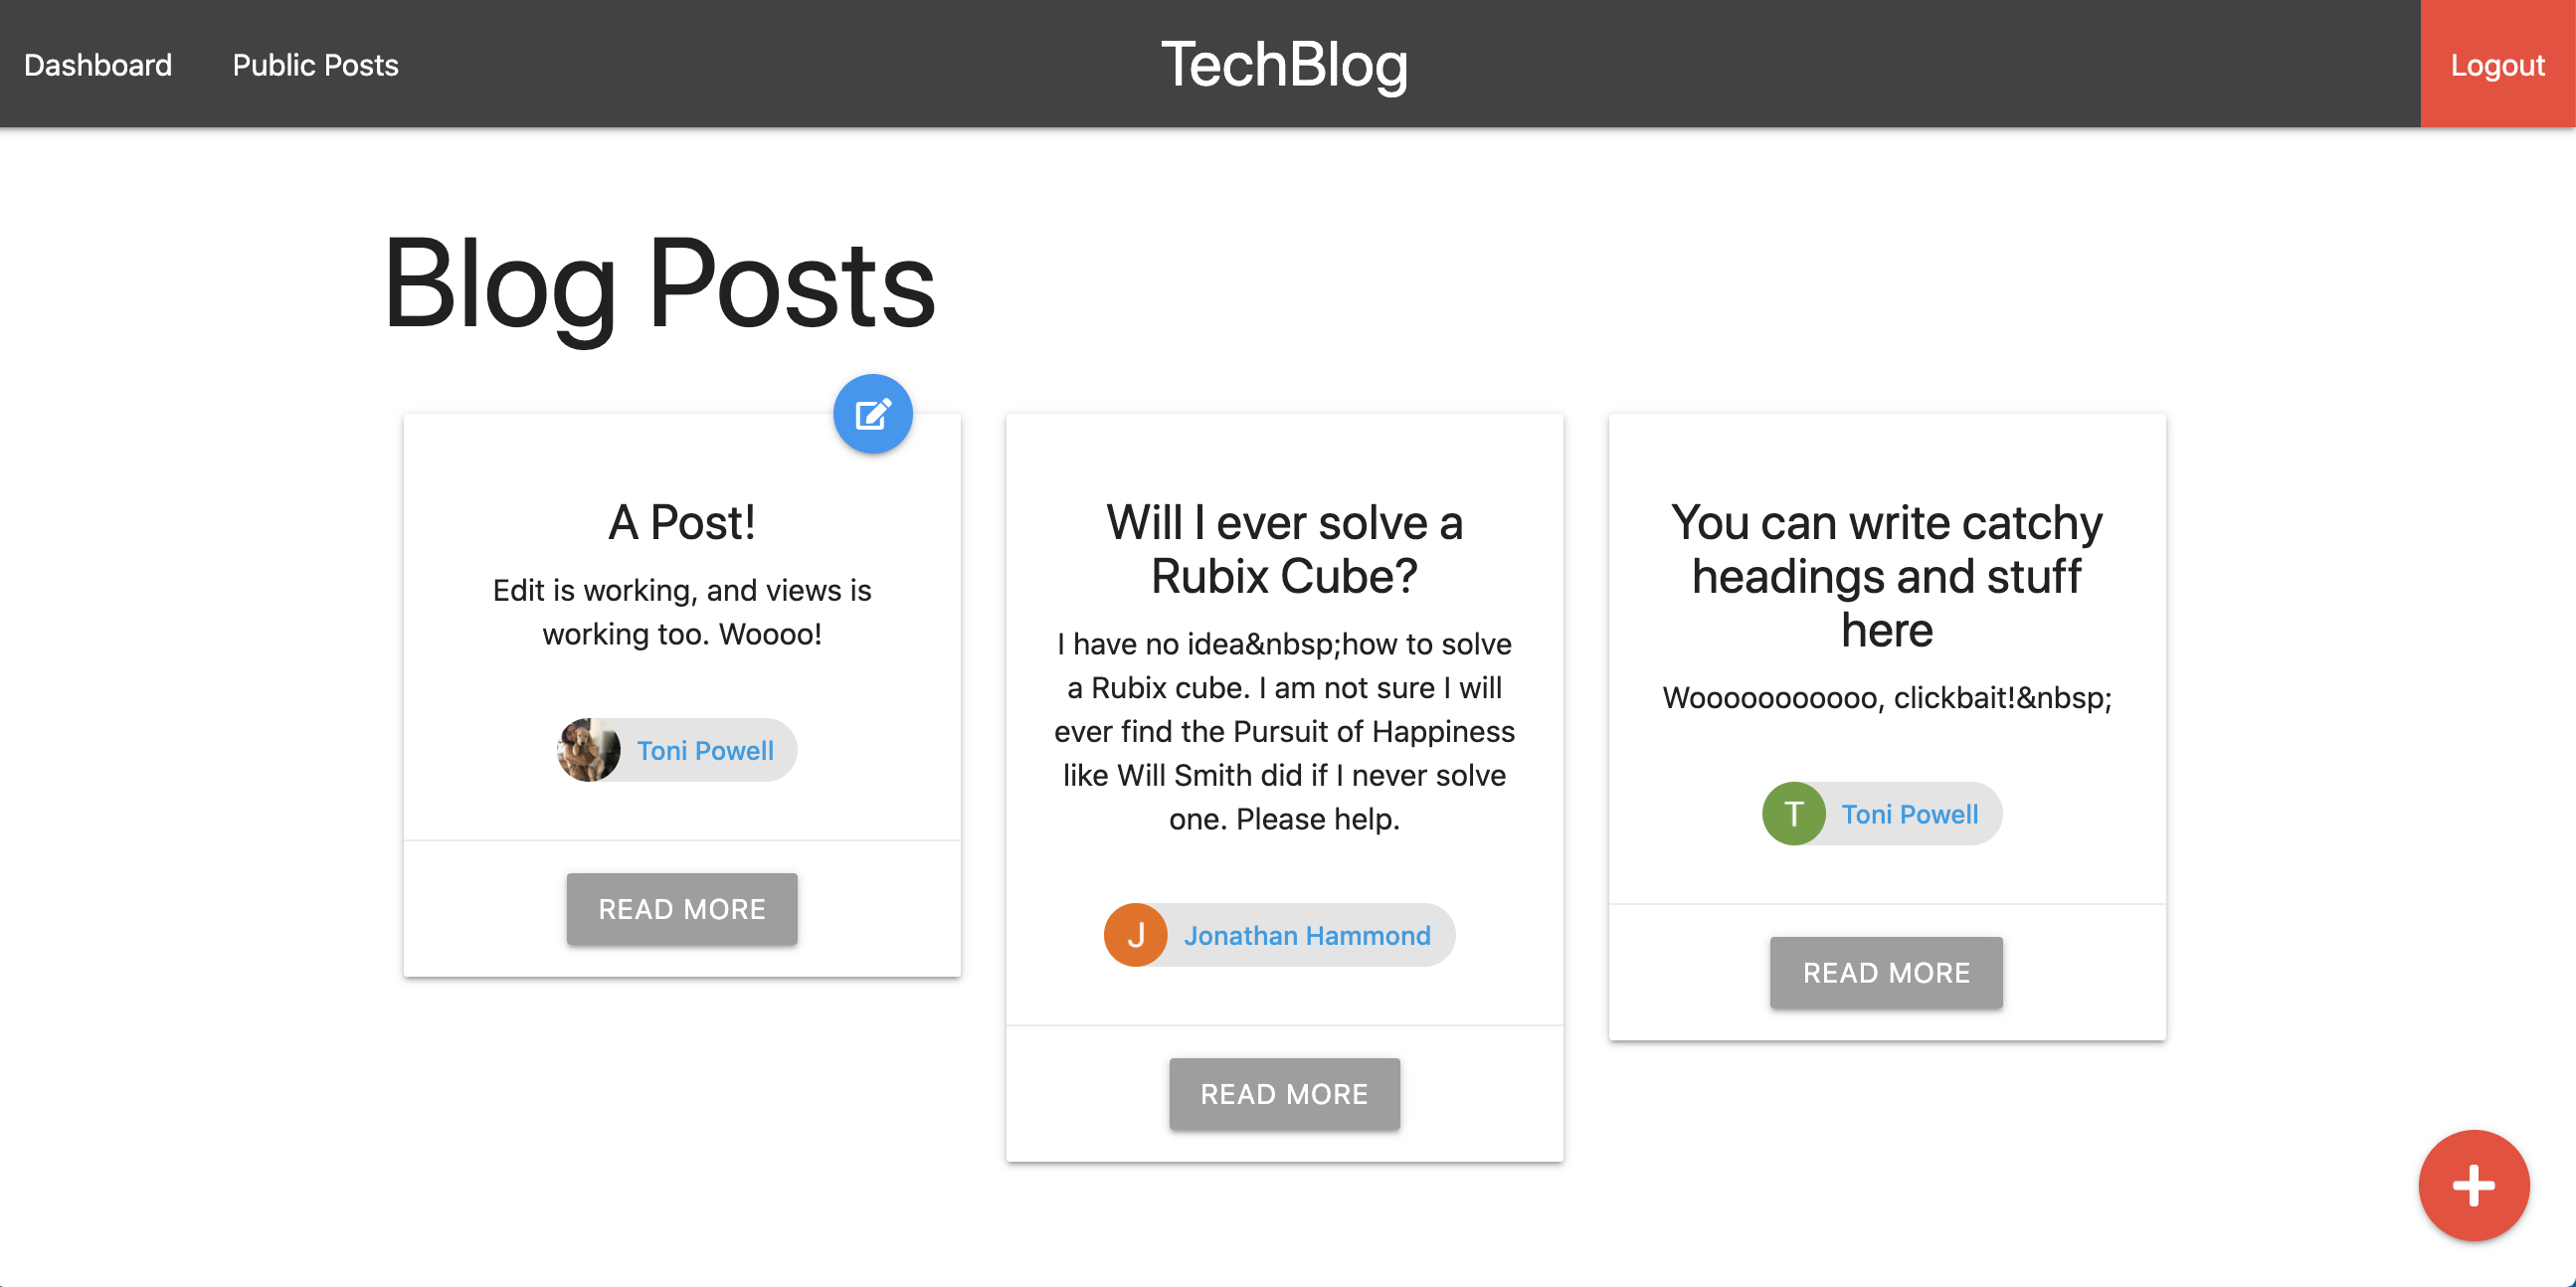 Dashboard
Public Posts
TechBlog
Logout
Blog Posts
A Post!
Edit is working, and views is
working too. Woooo!
Toni Powell
READ MORE
Will I ever solve a
Rubix Cube?
I have no idea&nbsp;how to solve
a Rubix cube. I am not sure I will
ever find the Pursuit of Happiness
like Will Smith did if I never solve
one. Please help.
J
Jonathan Hammond
READ MORE
You can write catchy
headings and stuff
here
Wooooooooooo, clickbait!&nbsp;
T
Toni Powell
READ MORE